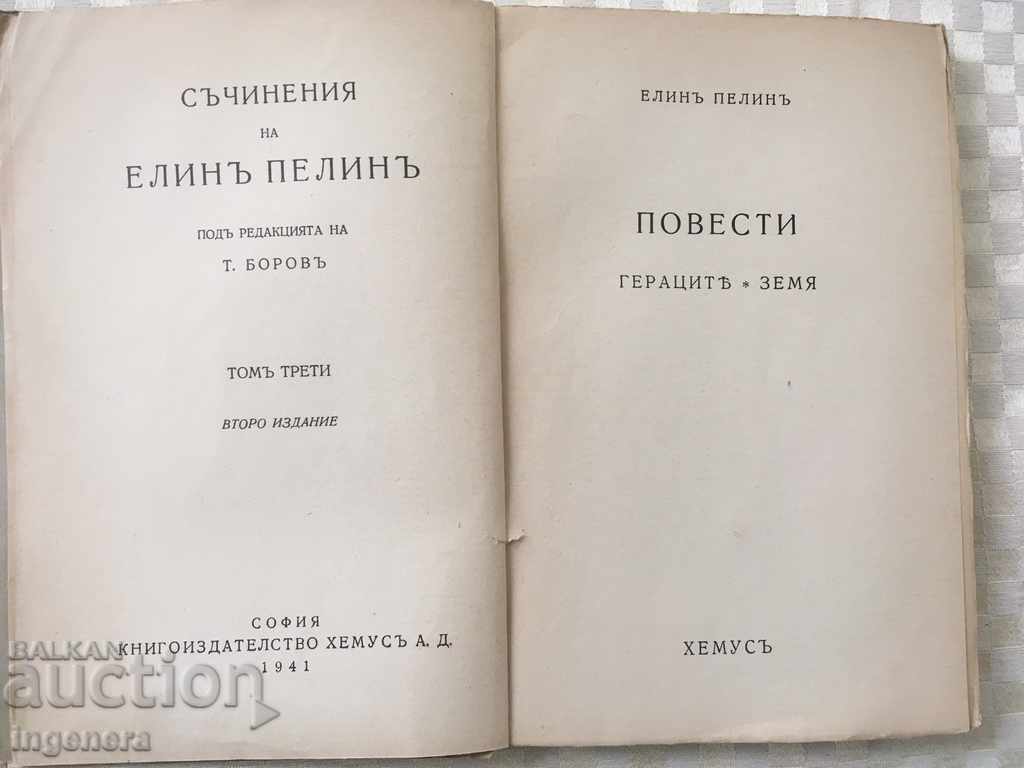 СЪЧИНЕНИЯ
НА
ЕЛИНЪ ПЕЛИНЪ
ПОДЪ РЕДАКЦИЯТА НА
Т. БОРОВЪ
ТОМЪ ТРЕТИ
ВТОРО ИЗДАНИЕ
СОФИЯ
КНИГОИЗДАТЕЛСТВО ХЕМУСЪ А. Д.
1941
ЕЛИНЪ ПЕЛИНЪ
ПОВЕСТИ
ГЕРАЦИТѢ * ЗЕМЯ
ХЕМУСЪ
BALKAN
auction
ingenera